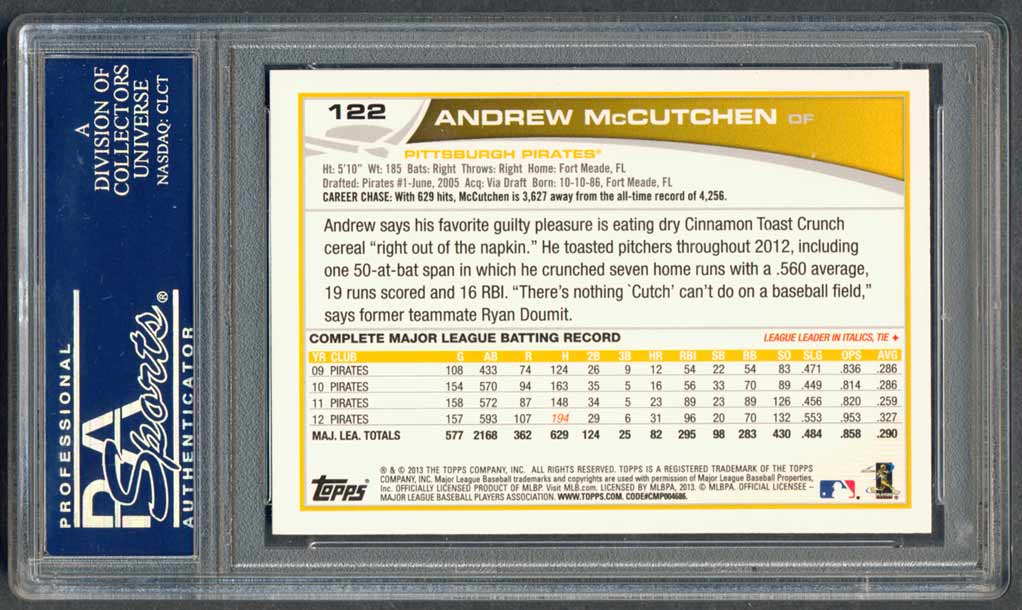 A
DIVISION OF
COLLECTORS
UNIVERSE
NASDAQ: CLCT
PROFESSIONAL
PSA
Sports®
AUTHENTICATOR
122 ANDREW McCUTCHEN OF
PITTSBURGH PIRATES®
Ht: 5'10" Wt: 185 Bats: Right Throws: Right Home: Fort Meade, FL
Drafted: Pirates #1-June, 2005 Acq: Via Draft Born: 10-10-86, Fort Meade, FL
CAREER CHASE: With 629 hits, McCutchen is 3,627 away from the all-time record of 4,256.
Andrew says his favorite guilty pleasure is eating dry Cinnamon Toast Crunch
cereal “right out of the napkin.” He toasted pitchers throughout 2012, including
one 50-at-bat span in which he crunched seven home runs with a .560 average,
19 runs scored and 16 RBI. “There’s nothing ‘Cutch’ can’t do on a baseball field,”
says former teammate Ryan Doumit.
COMPLETE MAJOR LEAGUE BATTING RECORD LEAGUE LEADER IN ITALICS, TIE ✦
YR CLUB G AB R H 2B 3B HR RBI SB BB SO SLG OPS AVG
09 PIRATES 108 433 74 124 26 9 12 54 22 54 83 .471 .836 .286
10 PIRATES 154 570 94 163 35 5 16 56 33 70 89 .449 .814 .286
11 PIRATES 158 572 87 148 34 5 23 89 23 89 126 .456 .820 .259
12 PIRATES 157 593 107 194 29 6 31 96 20 70 132 .553 .953 .327
MAJ. LEA. TOTALS 577 2168 362 629 124 25 82 295 98 283 430 .484 .858 .290
Topps
® & © 2013 THE TOPPS COMPANY, INC. ALL RIGHTS RESERVED. TOPPS IS A REGISTERED TRADEMARK OF THE TOPPS
COMPANY, INC. Major League Baseball trademarks and copyrights are used with permission of Major League Baseball Properties,
Inc. OFFICIALLY LICENSED PRODUCT OF MLBP. Visit MLB.com. LICENSED BY MLBPA, 2013. © MLBPA. OFFICIAL LICENSEE –
MAJOR LEAGUE BASEBALL PLAYERS ASSOCIATION. WWW.TOPPS.COM. CODE#CMP004686.